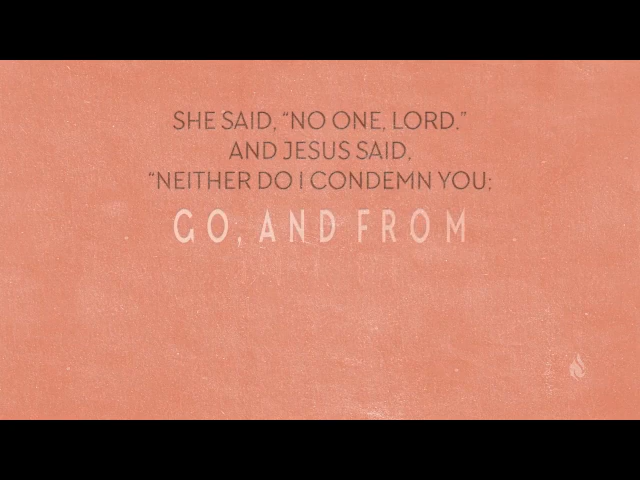 SHE SAID, “NO ONE, LORD.”
AND JESUS SAID,
“NEITHER DO I CONDEMN YOU;
GO, AND FROM